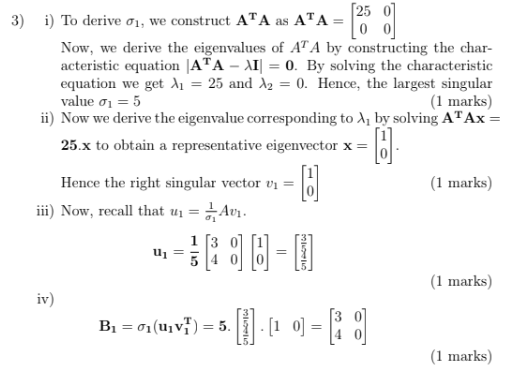 3) i) To derive σ₁, we construct AᵀA as AᵀA = [25 0; 0 0]
Now, we derive the eigenvalues of AᵀA by constructing the char-
acteristic equation |AᵀA − λI| = 0. By solving the characteristic
equation we get λ₁ = 25 and λ₂ = 0. Hence, the largest singular
value σ₁ = 5 (1 marks)
ii) Now we derive the eigenvalue corresponding to λ₁ by solving AᵀAx =
25.x to obtain a representative eigenvector x = [1; 0].
Hence the right singular vector v₁ = [1; 0] (1 marks)
iii) Now, recall that u₁ = 1/σ₁ Av₁.
u₁ = 1/5 [3 0; 4 0] [1; 0] = [3/5; 4/5]
(1 marks)
iv)
B₁ = σ₁(u₁v₁ᵀ) = 5. [3/5; 4/5] . [1 0] = [3 0; 4 0]
(1 marks)